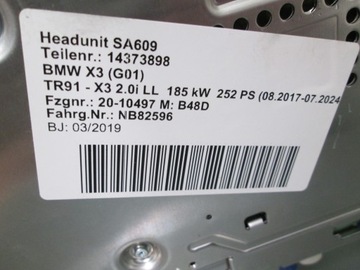 Headunit SA609
Teilenr.: 14373898
BMW X3 (G01)
TR91 - X3 2.0i LL 185 kW 252 PS (08.2017-07.2024
Fzgnr.: 20-10497 M: B48D
Fahrg.Nr.: NB82596
BJ: 03/2019